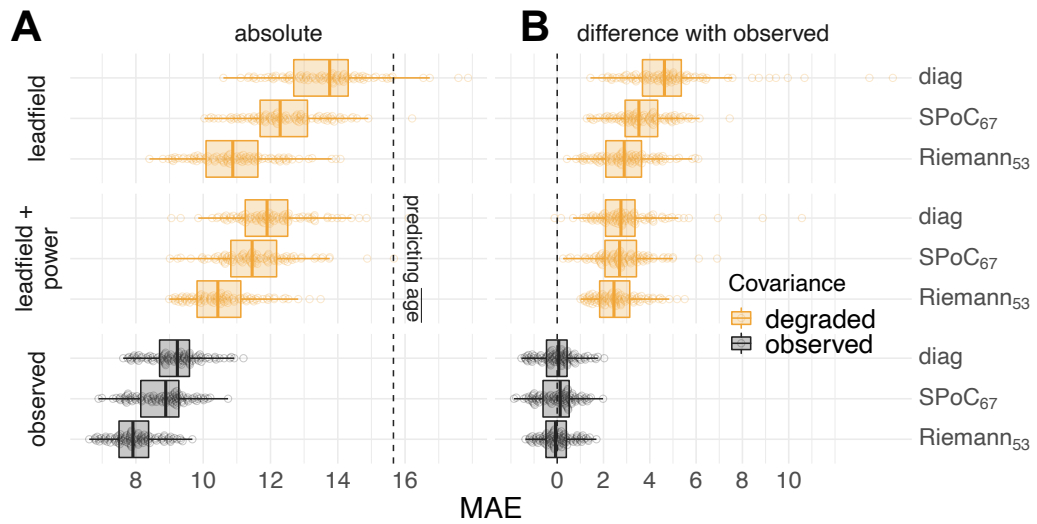 A
absolute
B
difference with observed
leadfield
leadfield +
power
observed
predicting age
diag
SPoC67
Riemann53
diag
SPoC67
Riemann53
diag
SPoC67
Riemann53
Covariance
degraded
observed
8
10
12
14
16
0
2
4
6
8
10
MAE